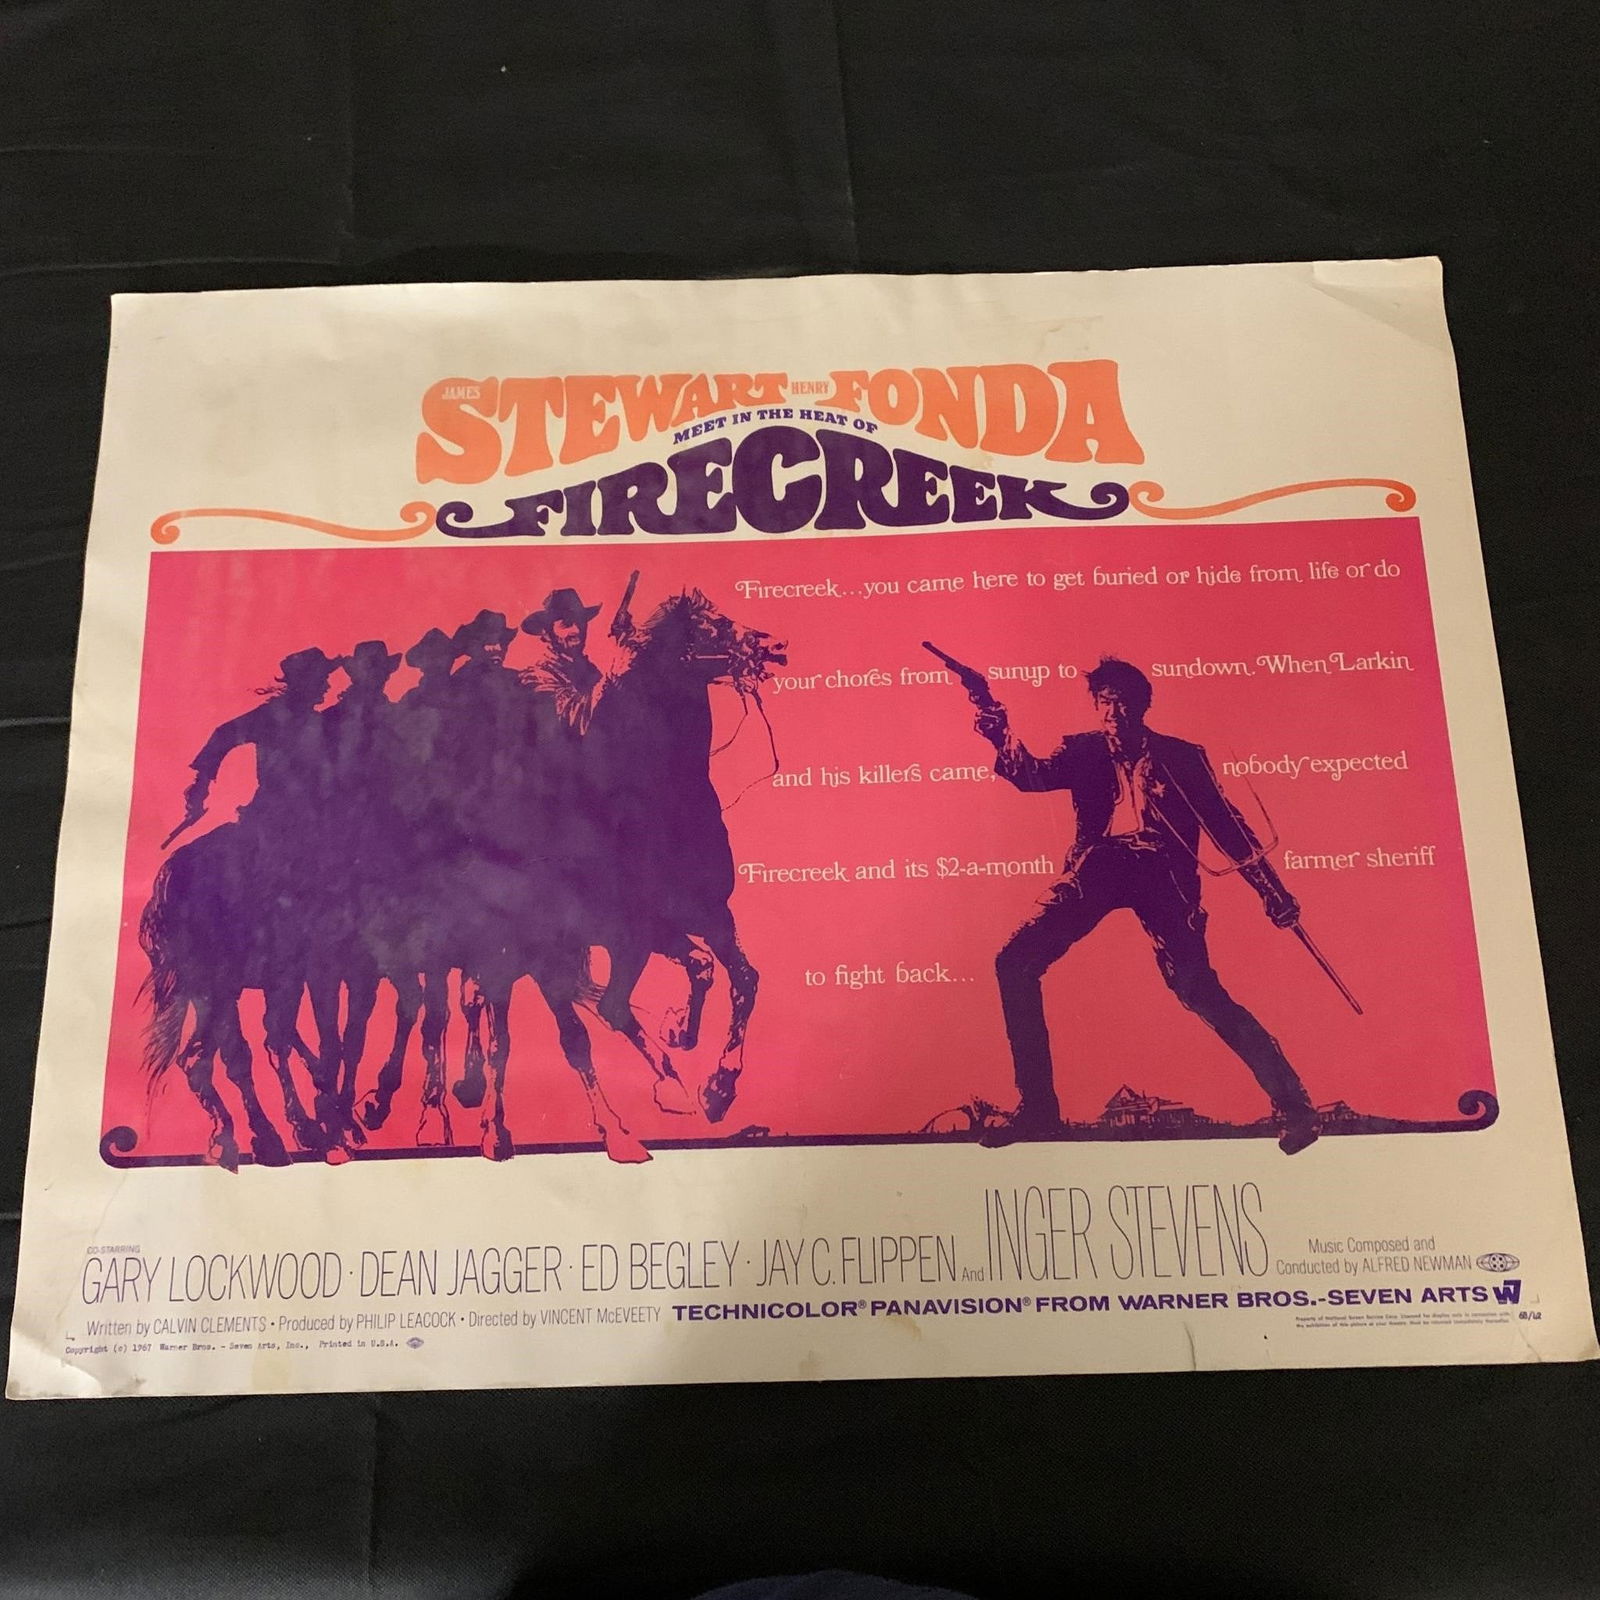 JAMES STEWART HENRY FONDA
MEET IN THE HEAT OF
FIRECREEK
Firecreek...you came here to get buried or hide from life or do
your chores from sunup to sundown. When Larkin
and his killers came, nobody expected
Firecreek and its $2-a-month farmer sheriff
to fight back...
CO-STARRING
GARY LOCKWOOD · DEAN JAGGER · ED BEGLEY · JAY C. FLIPPEN And INGER STEVENS
Music Composed and
Conducted by ALFRED NEWMAN
Written by CALVIN CLEMENTS • Produced by PHILIP LEACOCK • Directed by VINCENT McEVEETY TECHNICOLOR® PANAVISION® FROM WARNER BROS.-SEVEN ARTS W7
Copyright (c) 1967 Warner Bros. - Seven Arts, Inc., Printed in U.S.A.
68/42